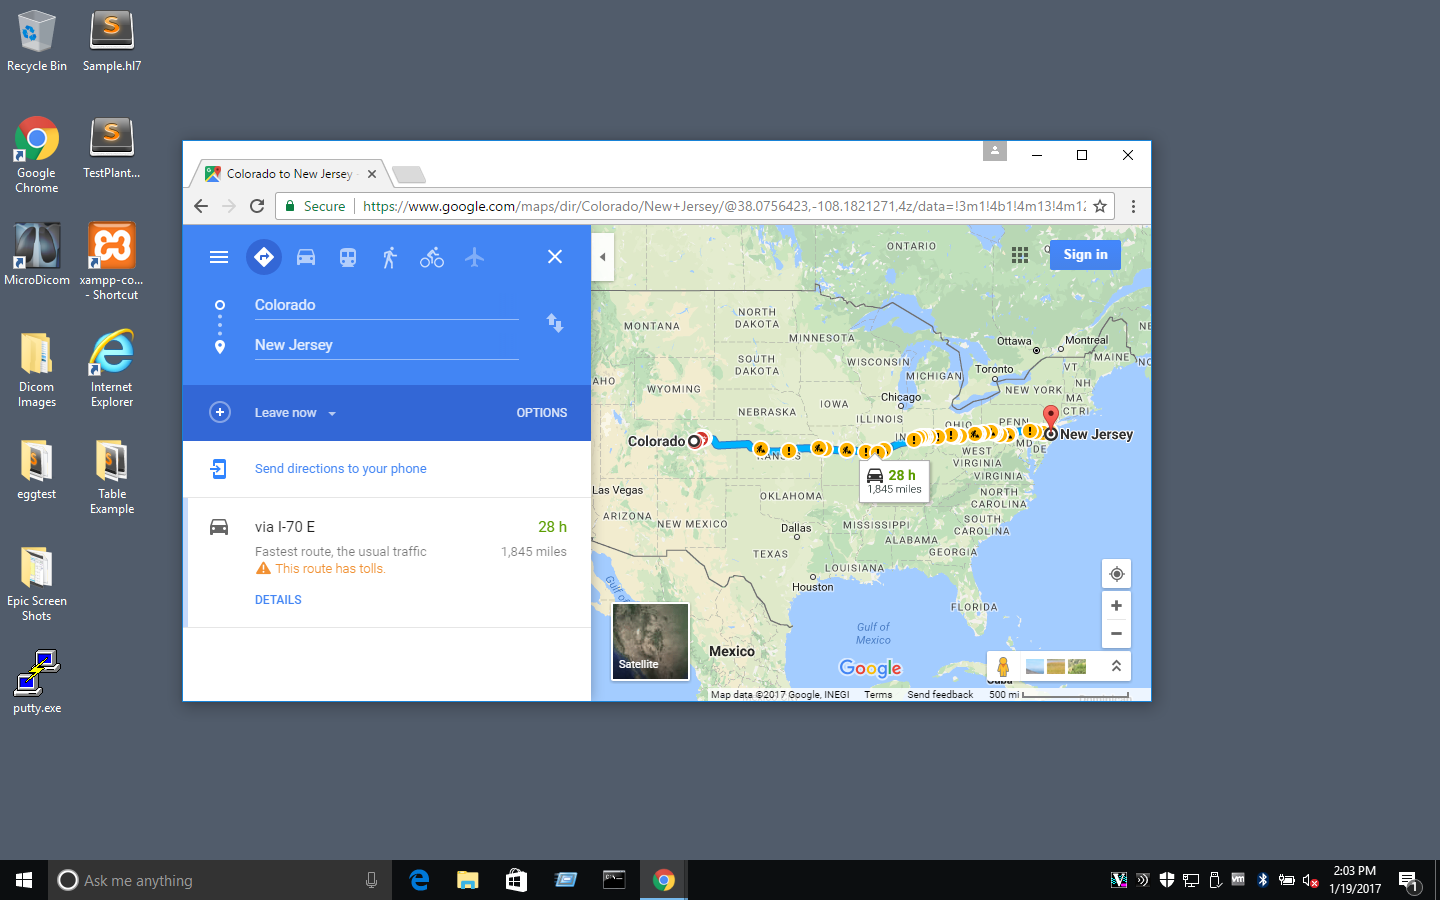 Recycle Bin
Sample.hl7
Google
Chrome
TestPlant...
MicroDicom
xampp-co...
- Shortcut
Dicom
Images
Internet
Explorer
eggtest
Table
Example
Epic Screen
Shots
putty.exe
Colorado to New Jersey
Secure
https://www.google.com/maps/dir/Colorado/New+Jersey/@38.0756423,-108.1821271,4z/data=!3m1!4b1!4m13!4m12
Colorado
New Jersey
Leave now
OPTIONS
Send directions to your phone
via I-70 E
28 h
Fastest route, the usual traffic
1,845 miles
This route has tolls.
DETAILS
Sign in
ONTARIO
MONTANA
NORTH
DAKOTA
MINNESOTA
Ottawa
Montreal
MAINE
SOUTH
DAKOTA
WISCONSIN
MICHIGAN
Toronto
VT
NH
AHO
WYOMING
NEW YORK
Chicago
IOWA
NEBRASKA
ILLINOIS
OHIO
PENN
CT RI
Colorado
New Jersey
KANSAS
MD
DE
WEST
VIRGINIA
VIRGINIA
28 h
1,845 miles
Las Vegas
OKLAHOMA
NORTH
CAROLINA
ARIZONA
NEW MEXICO
Dallas
MISSISSIPPI
SOUTH
CAROLINA
ALABAMA
GEORGIA
TEXAS
LOUISIANA
Houston
Gulf of
FLORIDA
Gulf of
Mexico
Mexico
Satellite
Google
Cuba
Map data ©2017 Google, INEGI
Terms
Send feedback
500 mi
Ask me anything
2:03 PM
1/19/2017
1